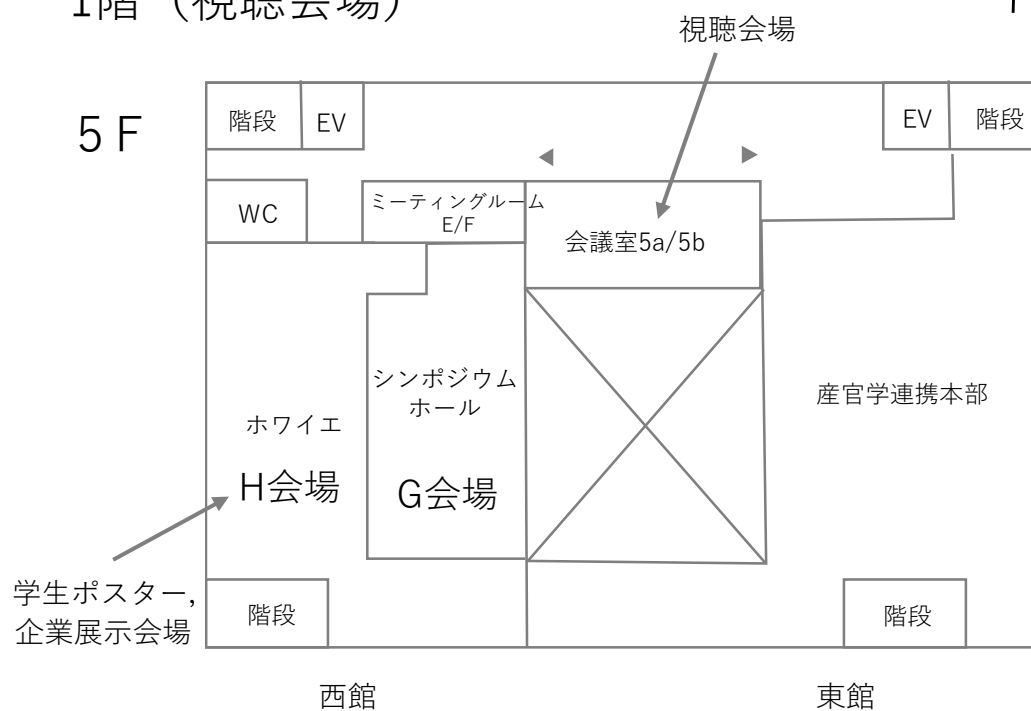 1階（視聴会場）
視聴会場
5F
階段
EV
EV
階段
WC
ミーティングルーム
E/F
会議室5a/5b
シンポジウム
ホール
ホワイエ
産官学連携本部
H会場
G会場
学生ポスター,
企業展示会場
階段
階段
西館
東館